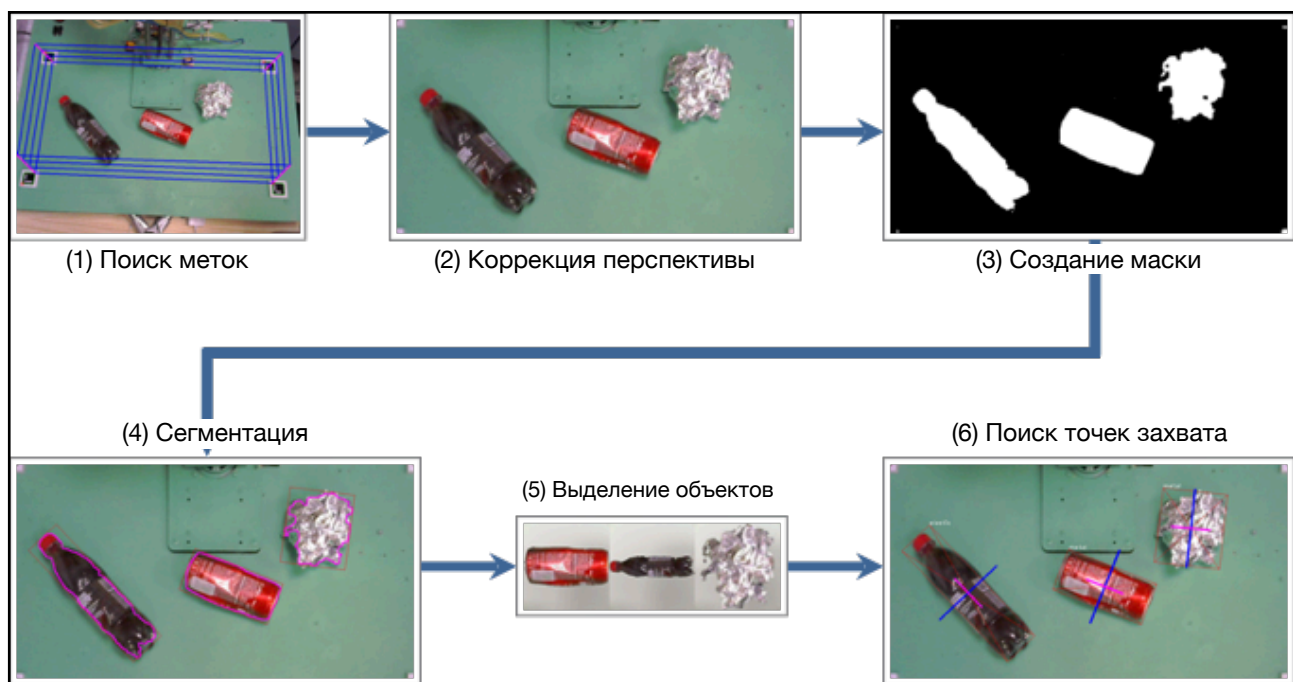 (1) Поиск меток
(2) Коррекция перспективы
(3) Создание маски
(4) Сегментация
(5) Выделение объектов
(6) Поиск точек захвата